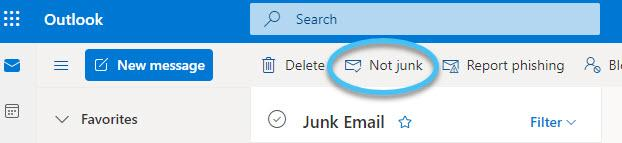 Outlook Search
New message Delete Not junk Report phishing Bl
Favorites Junk Email Filter